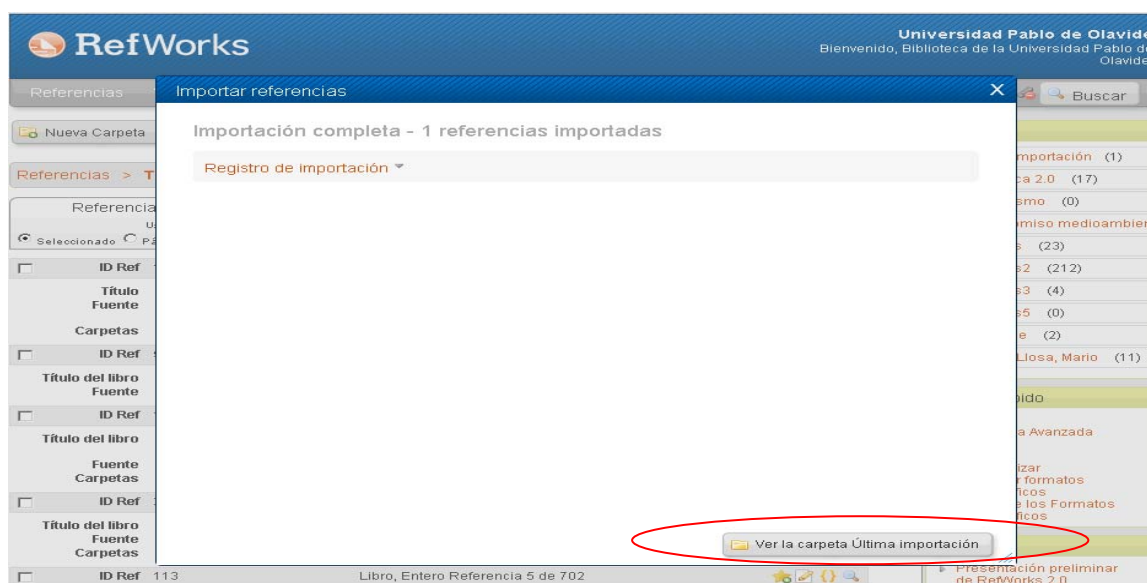 RefWorks
Universidad Pablo de Olavide
Bienvenido, Biblioteca de la Universidad Pablo de
Olavide
Referencias
Importar referencias
X
Buscar
Nueva Carpeta
Importación completa - 1 referencias importadas
Registro de importación
Referencias > T
Referencia
Seleccionado
ID Ref
Título
Fuente
Carpetas
ID Ref
Título del libro
Fuente
ID Ref
Título del libro
Fuente
Carpetas
ID Ref
Título del libro
Fuente
Carpetas
ID Ref 113
Libro, Entero Referencia 5 de 702
mportación (1)
a 2.0 (17)
smo (0)
miso medioambien
(23)
s2 (212)
s3 (4)
s5 (0)
e (2)
Llosa, Mario (11)
ido
a Avanzada
izar
r formatos
ficos
e los Formatos
ficos
Ver la carpeta Última importación
Presentación preliminar
de RefWorks 2.0